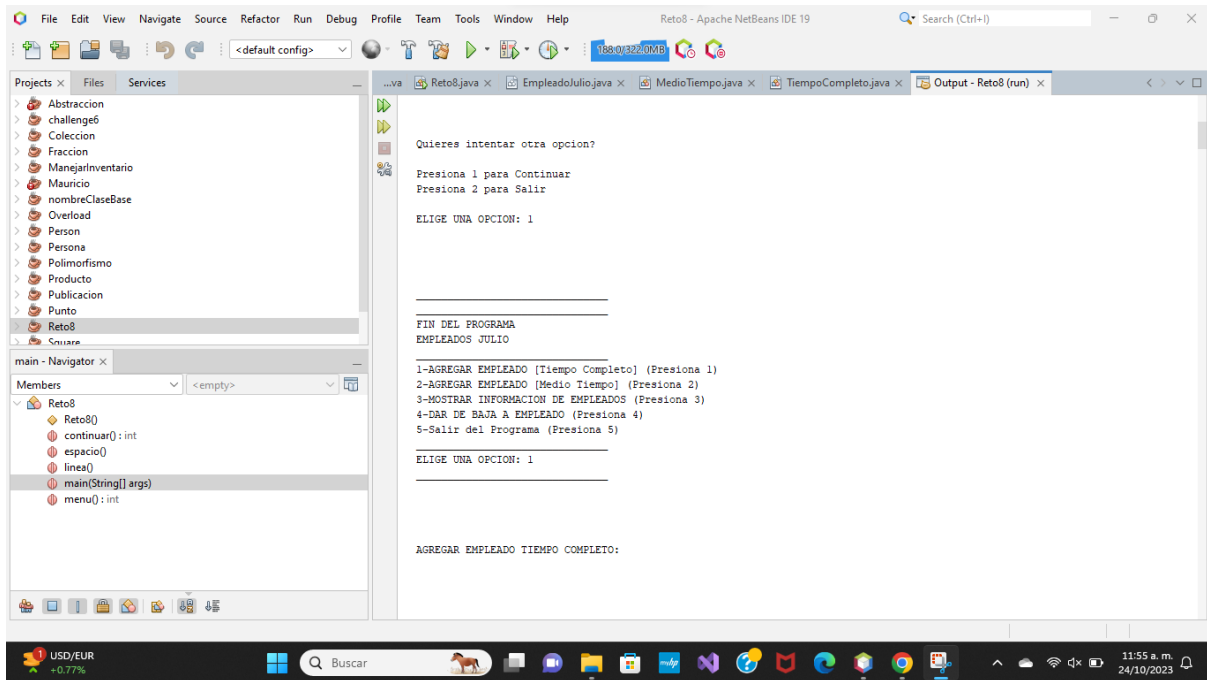 File Edit View Navigate Source Refactor Run Debug Profile Team Tools Window Help
Reto8 - Apache NetBeans IDE 19
Search (Ctrl+I)
<default config>
188.0/322.0MB
Projects
Files
Services
...va
Reto8.java
EmpleadoJulio.java
MedioTiempo.java
TiempoCompleto.java
Output - Reto8 (run)
Abstraccion
challenge6
Coleccion
Fraccion
ManejarInventario
Mauricio
nombreClaseBase
Overload
Person
Persona
Polimorfismo
Producto
Publicacion
Punto
Reto8
Square
main - Navigator
Members
<empty>
Reto8
Reto8()
continuar() : int
espacio()
linea()
main(String[] args)
menu() : int
Quieres intentar otra opcion?
Presiona 1 para Continuar
Presiona 2 para Salir
ELIGE UNA OPCION: 1
FIN DEL PROGRAMA
EMPLEADOS JULIO
1-AGREGAR EMPLEADO [Tiempo Completo] (Presiona 1)
2-AGREGAR EMPLEADO [Medio Tiempo] (Presiona 2)
3-MOSTRAR INFORMACION DE EMPLEADOS (Presiona 3)
4-DAR DE BAJA A EMPLEADO (Presiona 4)
5-Salir del Programa (Presiona 5)
ELIGE UNA OPCION: 1
AGREGAR EMPLEADO TIEMPO COMPLETO:
1
USD/EUR
+0.77%
Buscar
mbp
11:55 a. m.
24/10/2023